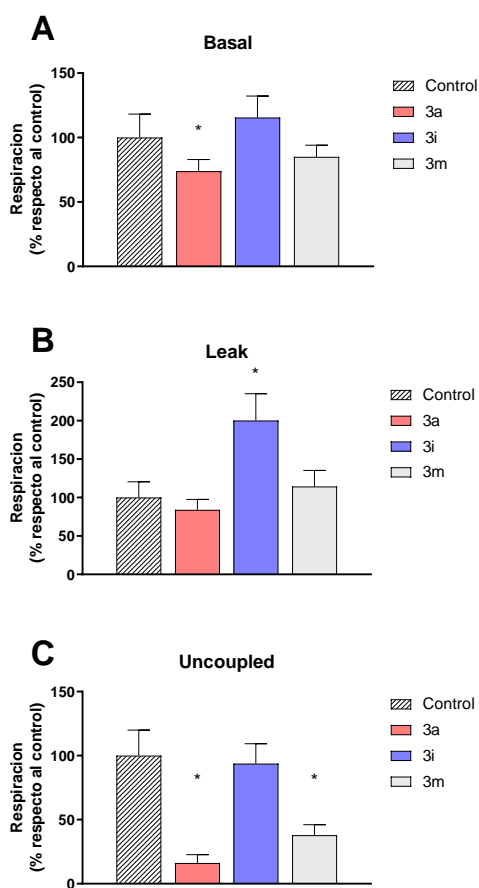 A
Basal
Respiracion
(% respecto al control)
150
100
50
0
*
Control
3a
3i
3m
B
Leak
Respiracion
(% respecto al control)
250
200
150
100
50
0
*
Control
3a
3i
3m
C
Uncoupled
Respiracion
(% respecto al control)
150
100
50
0
*
*
Control
3a
3i
3m